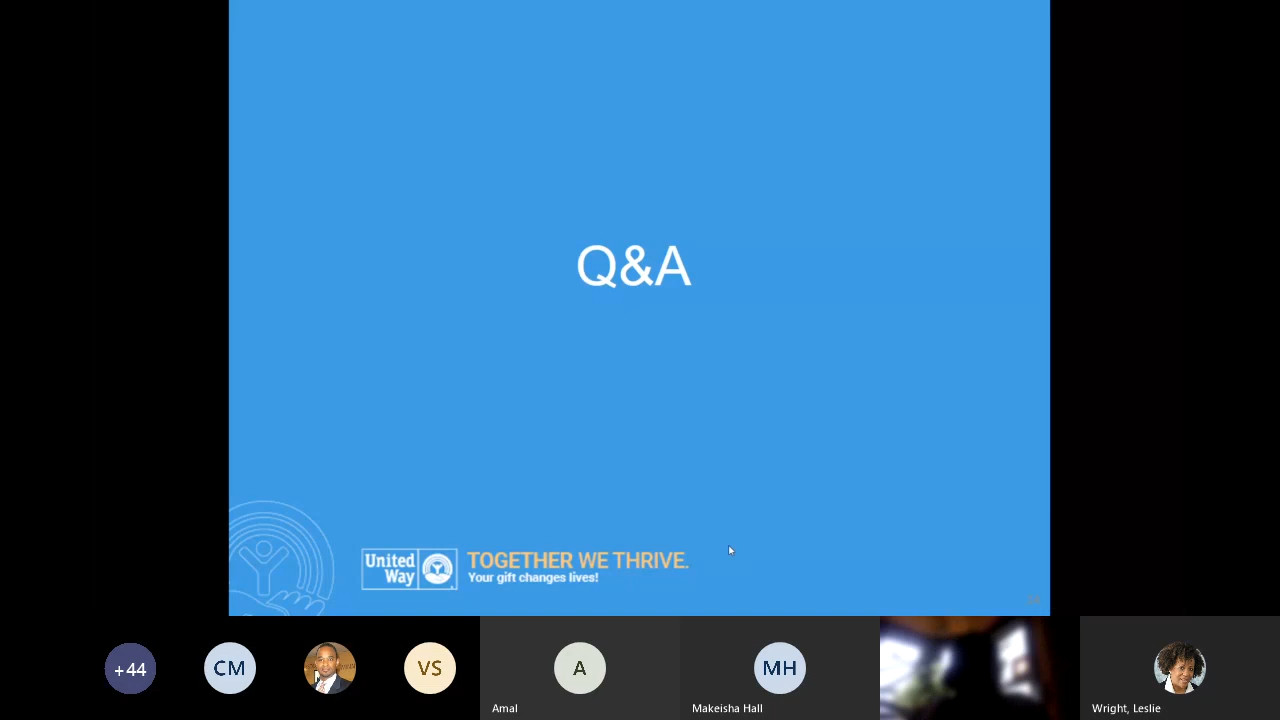 Q&A
United
Way
TOGETHER WE THRIVE.
Your gift changes lives!
+44
CM
VS
A
MH
Amal
Makeisha Hall
Wright, Leslie